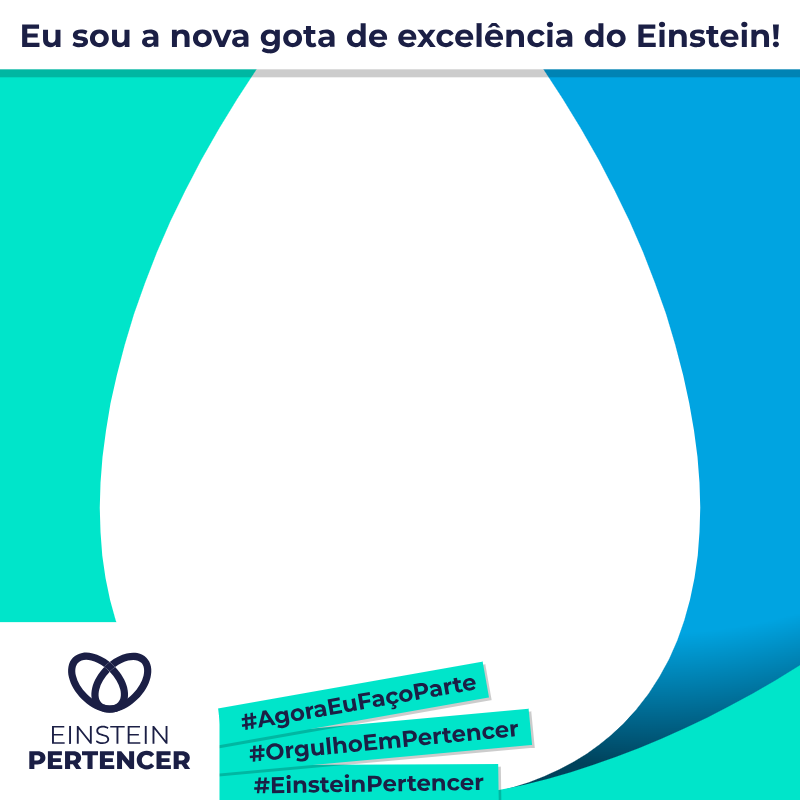 Eu sou a nova gota de excelência do Einstein!
#AgoraEuFaçoParte
#OrgulhoEmPertencer
#EinsteinPertencer
EINSTEIN
PERTENCER